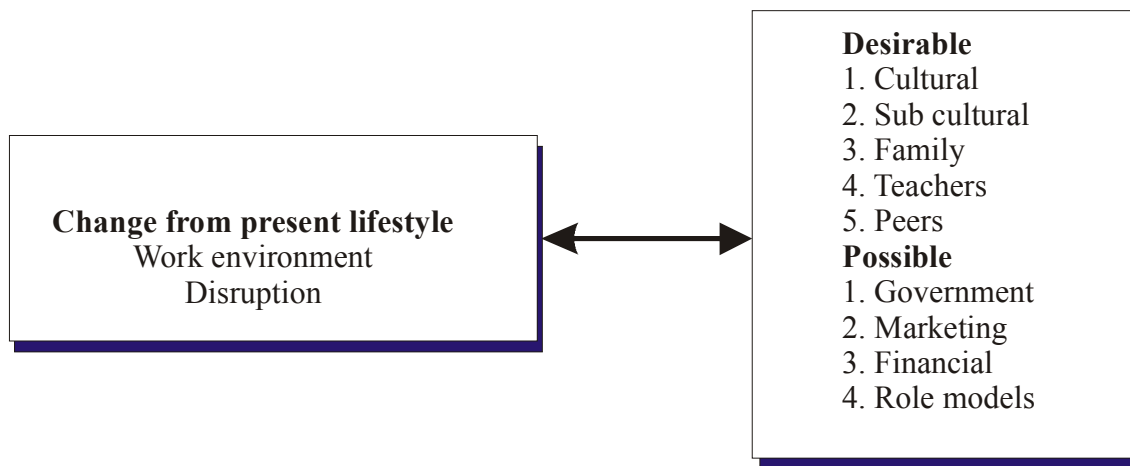 Change from present lifestyle
Work environment
Disruption
Desirable
1. Cultural
2. Sub cultural
3. Family
4. Teachers
5. Peers
Possible
1. Government
2. Marketing
3. Financial
4. Role models